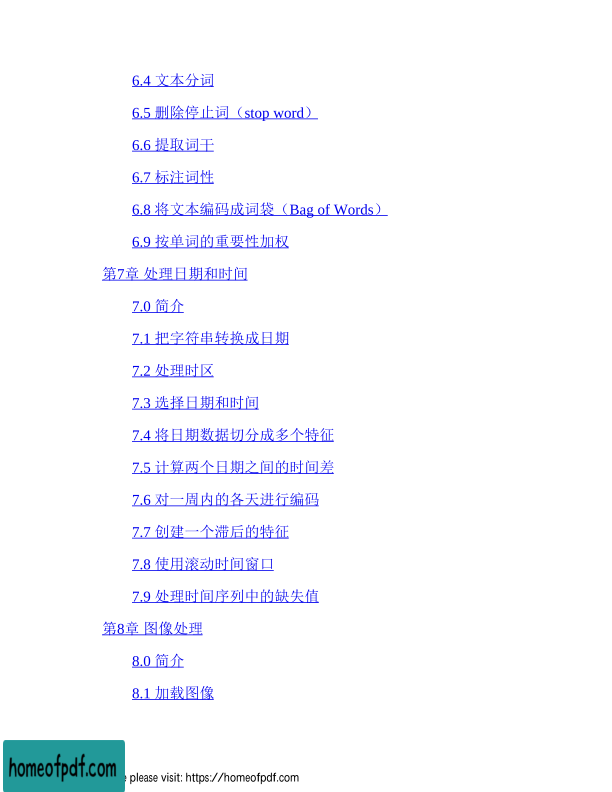 6.4 文本分词
6.5 删除停止词（stop word）
6.6 提取词干
6.7 标注词性
6.8 将文本编码成词袋（Bag of Words）
6.9 按单词的重要性加权
第7章 处理日期和时间
7.0 简介
7.1 把字符串转换成日期
7.2 处理时区
7.3 选择日期和时间
7.4 将日期数据切分成多个特征
7.5 计算两个日期之间的时间差
7.6 对一周内的各天进行编码
7.7 创建一个滞后的特征
7.8 使用滚动时间窗口
7.9 处理时间序列中的缺失值
第8章 图像处理
8.0 简介
8.1 加载图像
homeofpdf.com
please visit: https://homeofpdf.com